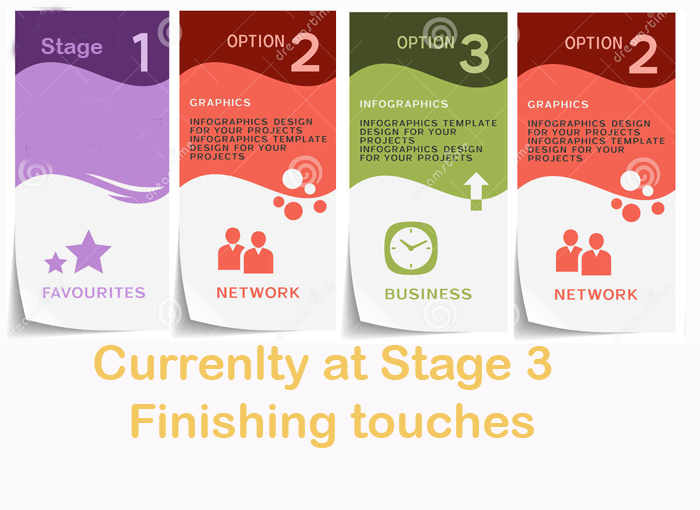 Stage 1
FAVOURITES
OPTION 2
GRAPHICS
INFOGRAPHICS DESIGN
FOR YOUR PROJECTS
INFOGRAPHICS TEMPLATE
DESIGN FOR YOUR
PROJECTS
NETWORK
OPTION 3
INFOGRAPHICS
INFOGRAPHICS TEMPLATE
DESIGN FOR YOUR
PROJECTS
INFOGRAPHICS DESIGN
FOR YOUR PROJECTS
BUSINESS
OPTION 2
GRAPHICS
INFOGRAPHICS DESIGN
FOR YOUR PROJECTS
INFOGRAPHICS TEMPLATE
DESIGN FOR YOUR
PROJECTS
NETWORK
Currenlty at Stage 3
Finishing touches